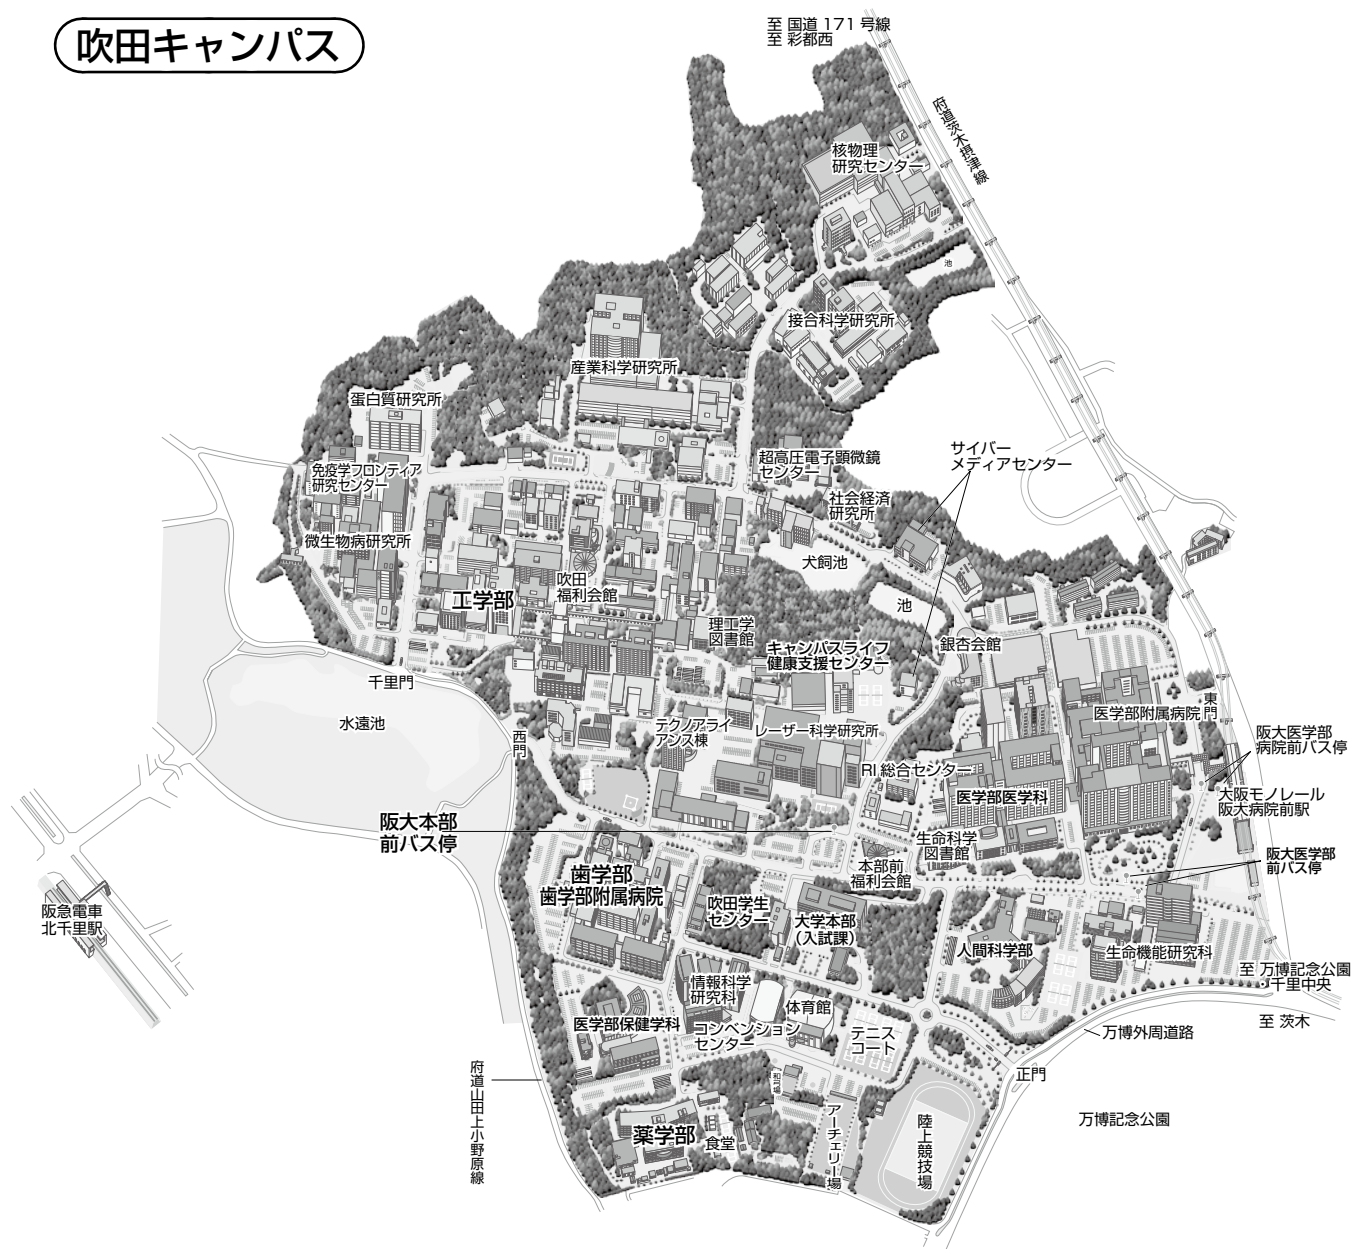 吹田キャンパス
至 国道 171 号線
至 彩都西
府道茨木摂津線
核物理
研究センター
池
接合科学研究所
産業科学研究所
蛋白質研究所
サイバー
メディアセンター
超高圧電子顕微鏡
センター
免疫学フロンティア
研究センター
社会経済
研究所
微生物病研究所
犬飼池
吹田
福利会館
工学部
池
理工学
図書館
キャンパスライフ
健康支援センター
銀杏会館
千里門
東門
医学部附属病院
水遠池
西門
テクノアライ
アンス棟
レーザー科学研究所
阪大医学部
病院前バス停
RI 総合センター
医学部医学科
大阪モノレール
阪大病院前駅
阪大本部
前バス停
生命科学
図書館
本部前
福利会館
阪大医学部
前バス停
歯学部
歯学部附属病院
吹田学生
センター
大学本部
（入試課）
阪急電車
北千里駅
人間科学部
生命機能研究科
至 万博記念公園
千里中央
情報科学
研究科
体育館
至 茨木
医学部保健学科
コンベンション
センター
テニス
コート
万博外周道路
府道山田上小野原線
正門
和弓場
アーチェリー場
陸上競技場
万博記念公園
薬学部
食堂